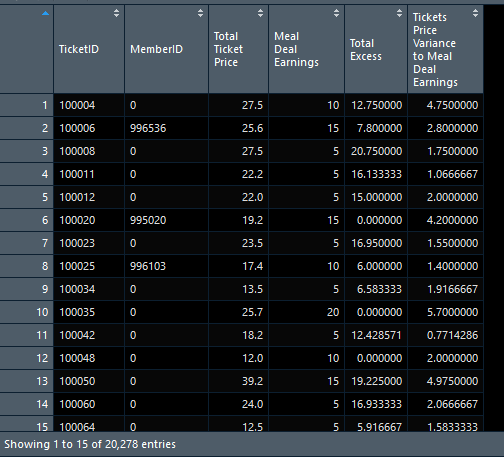 TicketID MemberID Total Ticket Price Meal Deal Earnings Total Excess Tickets Price Variance to Meal Deal Earnings
1 100004 0 27.5 10 12.750000 4.7500000
2 100006 996536 25.6 15 7.800000 2.8000000
3 100008 0 27.5 5 20.750000 1.7500000
4 100011 0 22.2 5 16.133333 1.0666667
5 100012 0 22.0 5 15.000000 2.0000000
6 100020 995020 19.2 15 0.000000 4.2000000
7 100023 0 23.5 5 16.950000 1.5500000
8 100025 996103 17.4 10 6.000000 1.4000000
9 100034 0 13.5 5 6.583333 1.9166667
10 100035 0 25.7 20 0.000000 5.7000000
11 100042 0 18.2 5 12.428571 0.7714286
12 100048 0 12.0 10 0.000000 2.0000000
13 100050 0 39.2 15 19.225000 4.9750000
14 100060 0 24.0 5 16.933333 2.0666667
15 100064 0 12.5 5 5.916667 1.5833333
Showing 1 to 15 of 20,278 entries